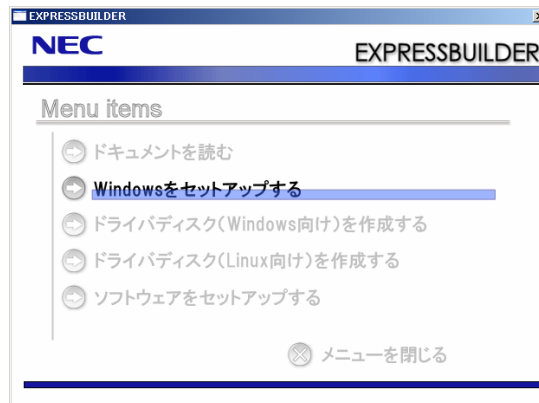 EXPRESSBUILDER
NEC
EXPRESSBUILDER
Menu items
ドキュメントを読む
Windowsをセットアップする
ドライバディスク(Windows向け)を作成する
ドライバディスク(Linux向け)を作成する
ソフトウェアをセットアップする
メニューを閉じる